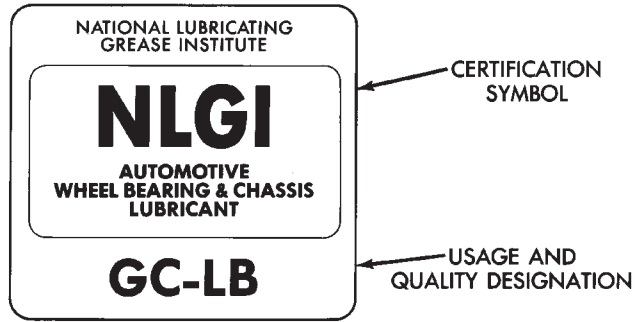 NATIONAL LUBRICATING
GREASE INSTITUTE
NLGI
AUTOMOTIVE
WHEEL BEARING & CHASSIS
LUBRICANT
GC-LB
CERTIFICATION
SYMBOL
USAGE AND
QUALITY DESIGNATION